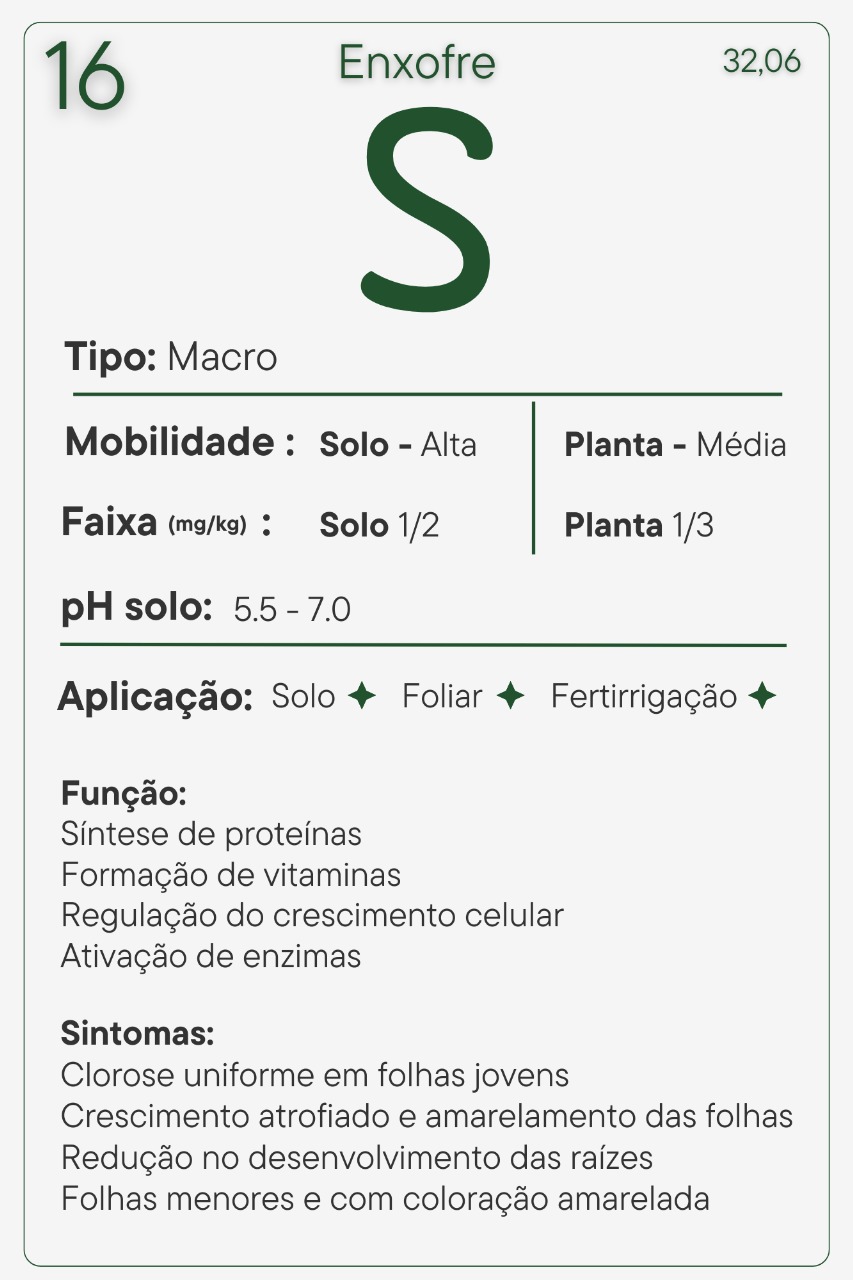 16 Enxofre 32,06
S
Tipo: Macro
Mobilidade : Solo - Alta Planta - Média
Faixa (mg/kg) : Solo 1/2 Planta 1/3
pH solo: 5.5 - 7.0
Aplicação: Solo Foliar Fertirrigação
Função:
Síntese de proteínas
Formação de vitaminas
Regulação do crescimento celular
Ativação de enzimas
Sintomas:
Clorose uniforme em folhas jovens
Crescimento atrofiado e amarelamento das folhas
Redução no desenvolvimento das raízes
Folhas menores e com coloração amarelada